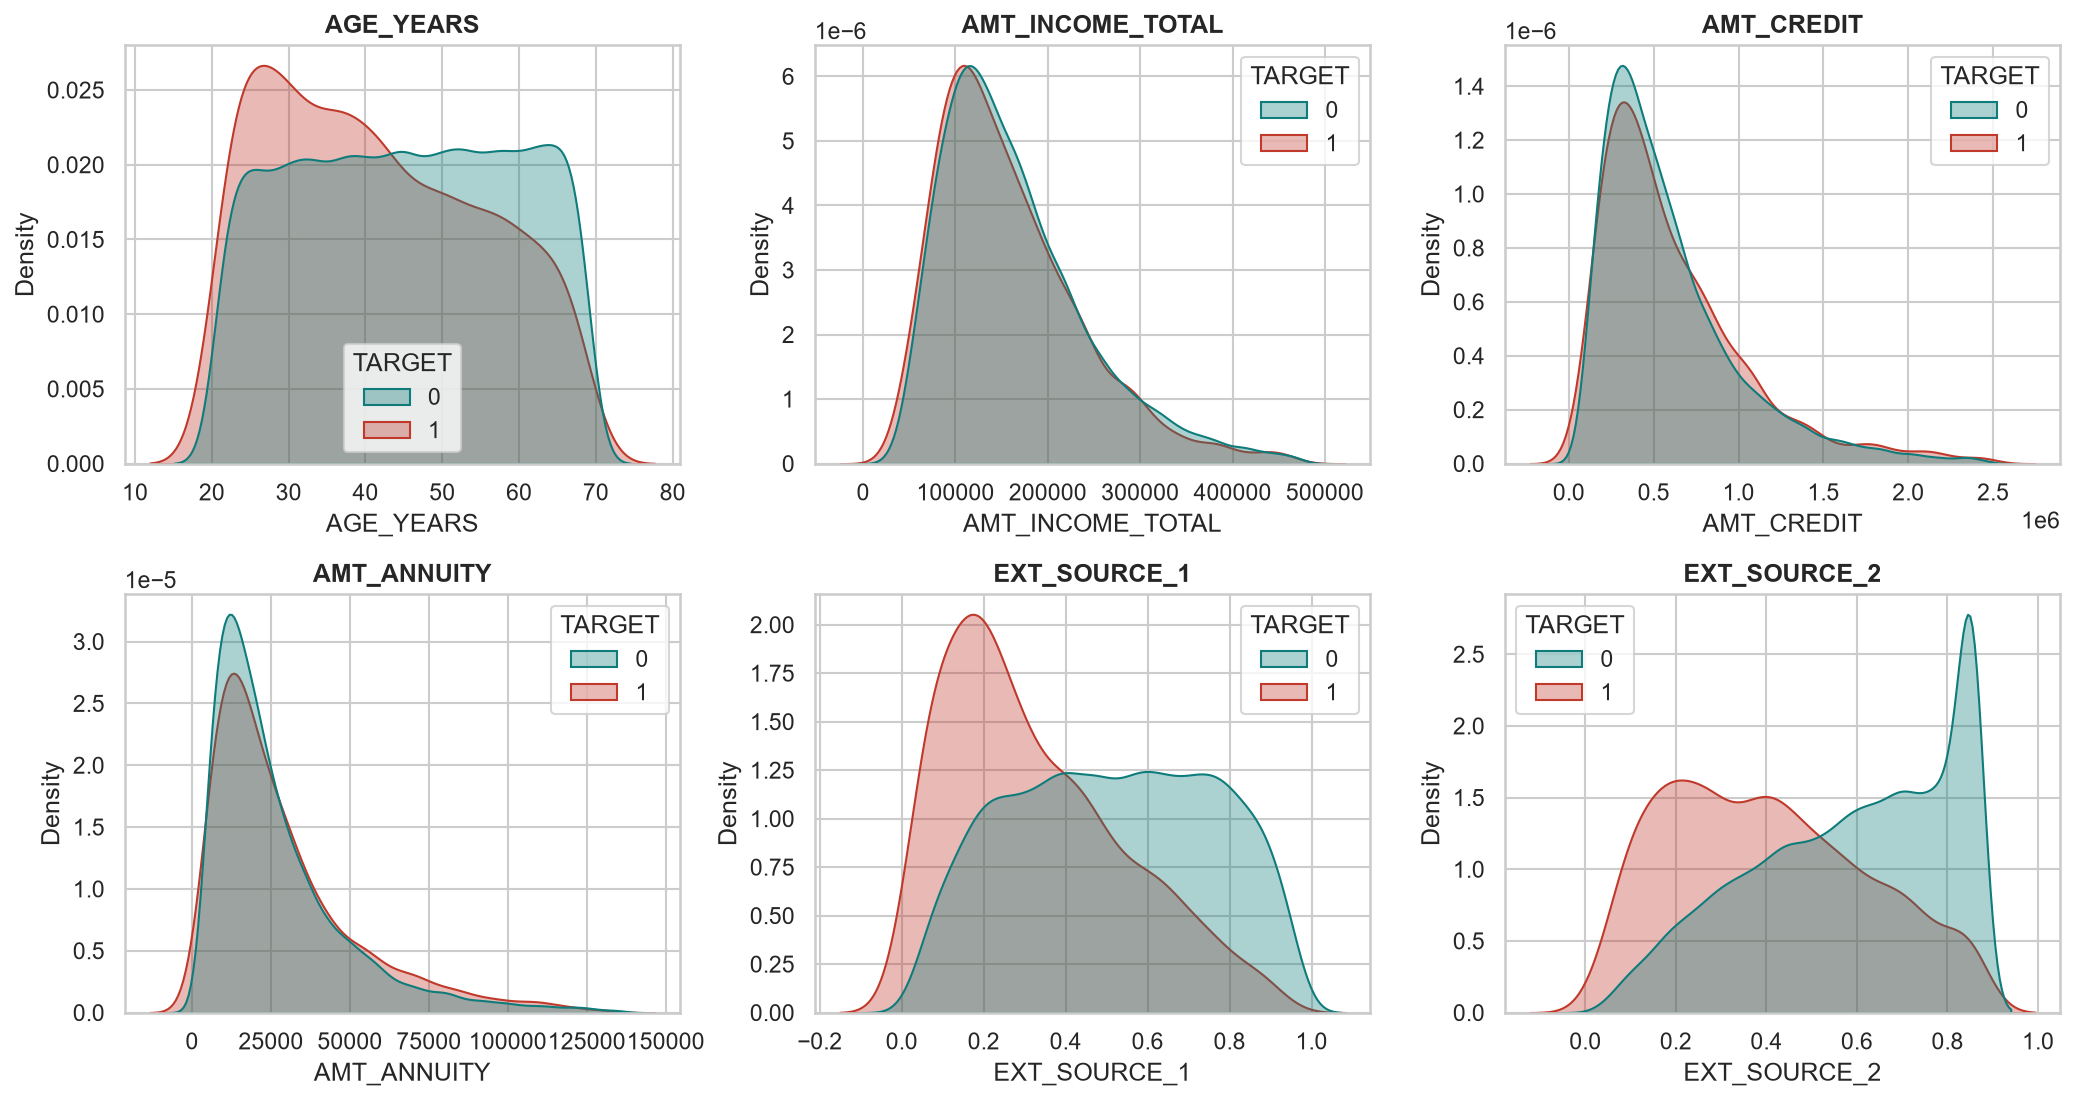 AGE_YEARS
0.025
0.020
0.015
0.010
0.005
0.000
Density
TARGET
0
1
10 20 30 40 50 60 70 80
AGE_YEARS
AMT_INCOME_TOTAL
1e−6
6
5
4
3
2
1
0
Density
TARGET
0
1
0 100000 200000 300000 400000 500000
AMT_INCOME_TOTAL
AMT_CREDIT
1e−6
1.4
1.2
1.0
0.8
0.6
0.4
0.2
0.0
Density
TARGET
0
1
0.0 0.5 1.0 1.5 2.0 2.5
1e6
AMT_CREDIT
AMT_ANNUITY
1e−5
3.0
2.5
2.0
1.5
1.0
0.5
0.0
Density
TARGET
0
1
0 25000 50000 75000 100000 125000 150000
AMT_ANNUITY
EXT_SOURCE_1
2.00
1.75
1.50
1.25
1.00
0.75
0.50
0.25
0.00
Density
TARGET
0
1
−0.2 0.0 0.2 0.4 0.6 0.8 1.0
EXT_SOURCE_1
EXT_SOURCE_2
2.5
2.0
1.5
1.0
0.5
0.0
Density
TARGET
0
1
0.0 0.2 0.4 0.6 0.8 1.0
EXT_SOURCE_2